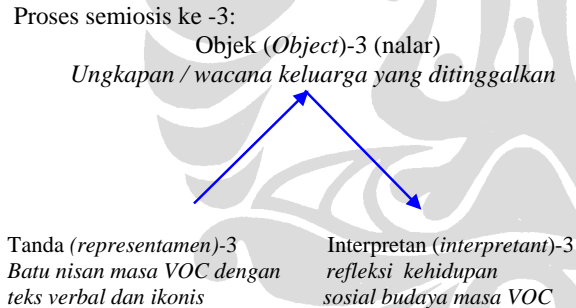 Proses semiosis ke -3:
Objek (Object)-3 (nalar)
Ungkapan / wacana keluarga yang ditinggalkan
Tanda (representamen)-3
Batu nisan masa VOC dengan
teks verbal dan ikonis
Interpretan (interpretant)-3
refleksi kehidupan
sosial budaya masa VOC